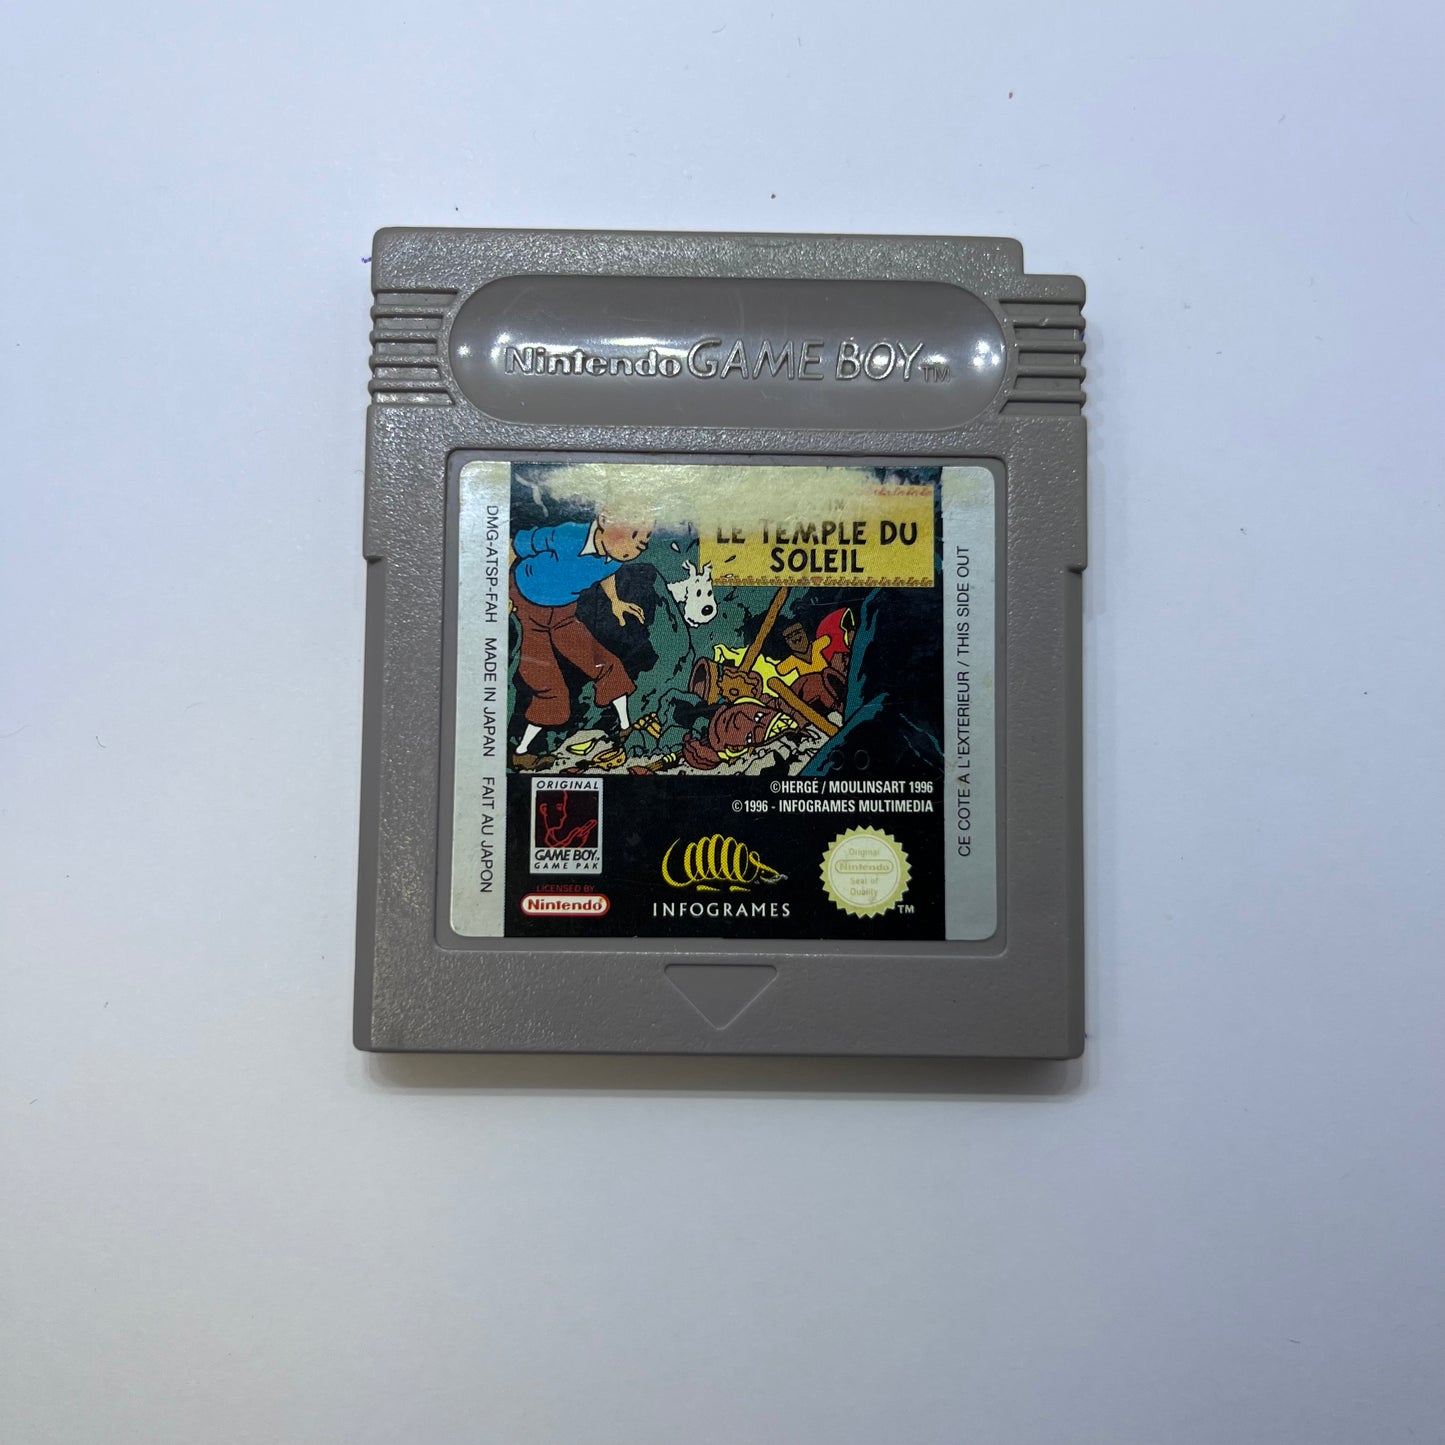 Nintendo GAME BOY™
LE TEMPLE DU
SOLEIL
DMG-ATSP-FAH MADE IN JAPAN FAIT AU JAPON
CE COTE A L'EXTERIEUR / THIS SIDE OUT
©HERGÉ / MOULINSART 1996
©1996 - INFOGRAMES MULTIMEDIA
ORIGINAL
GAME BOY™
GAME PAK
LICENSED BY
Nintendo
INFOGRAMES
Original
Nintendo
Seal of
Quality
TM